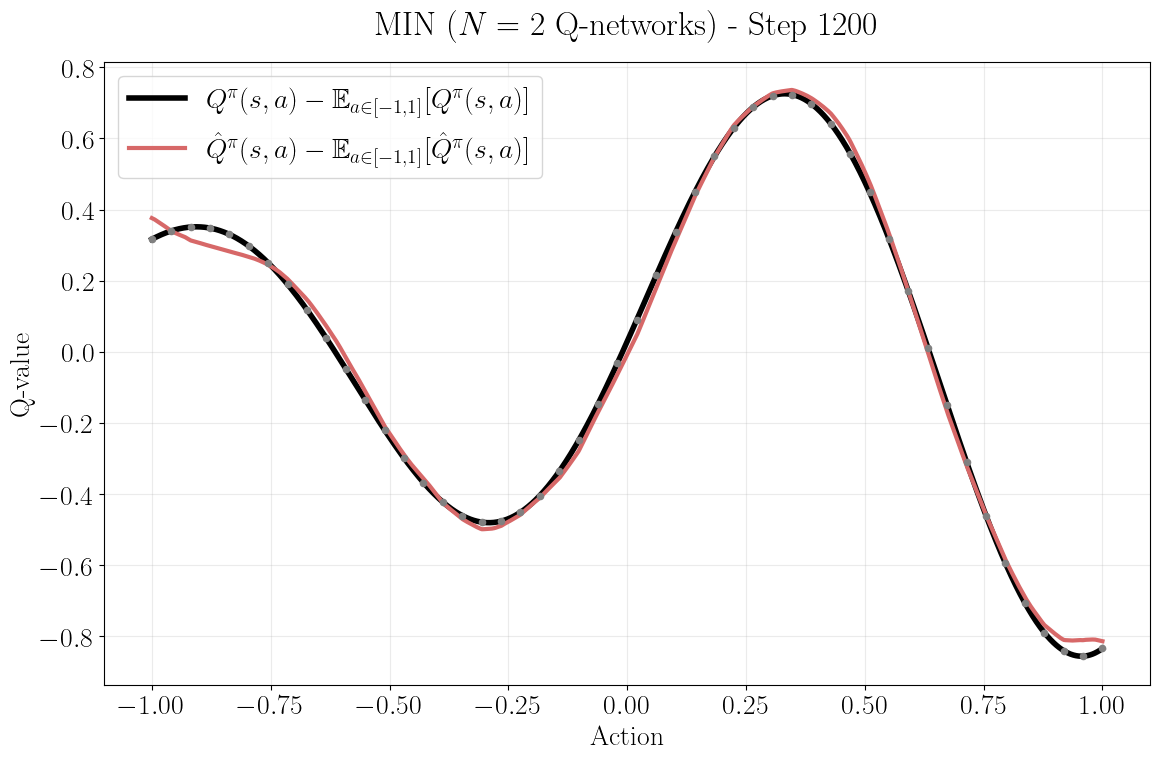 MIN (N = 2 Q-networks) - Step 1200
Q^π(s, a) − 𝔼_{a∈[−1,1]}[Q^π(s, a)]
Q̂^π(s, a) − 𝔼_{a∈[−1,1]}[Q̂^π(s, a)]
Q-value
0.8
0.6
0.4
0.2
0.0
−0.2
−0.4
−0.6
−0.8
−1.00 −0.75 −0.50 −0.25 0.00 0.25 0.50 0.75 1.00
Action